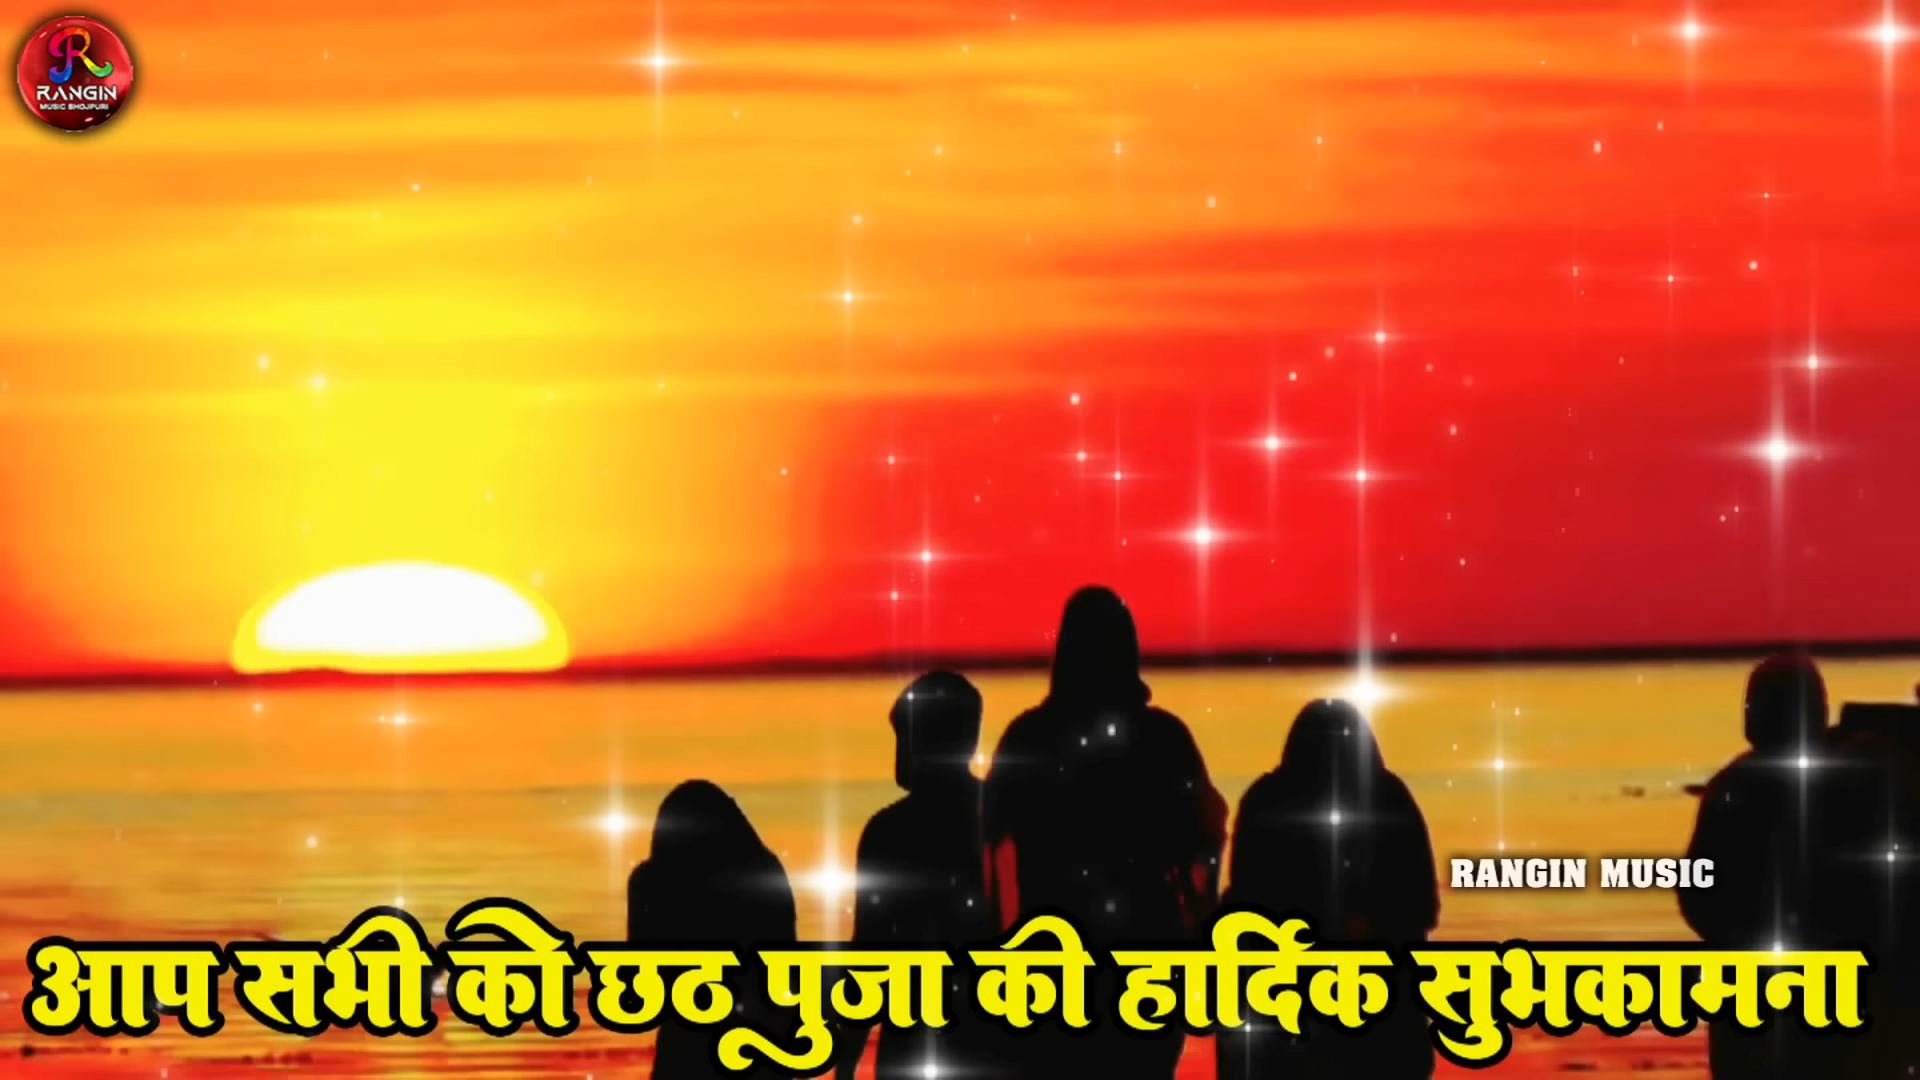 RANGIN
MUSIC BHOJPURI
RANGIN MUSIC
आप सभी को छठ पुजा की हार्दिक सुभकामना